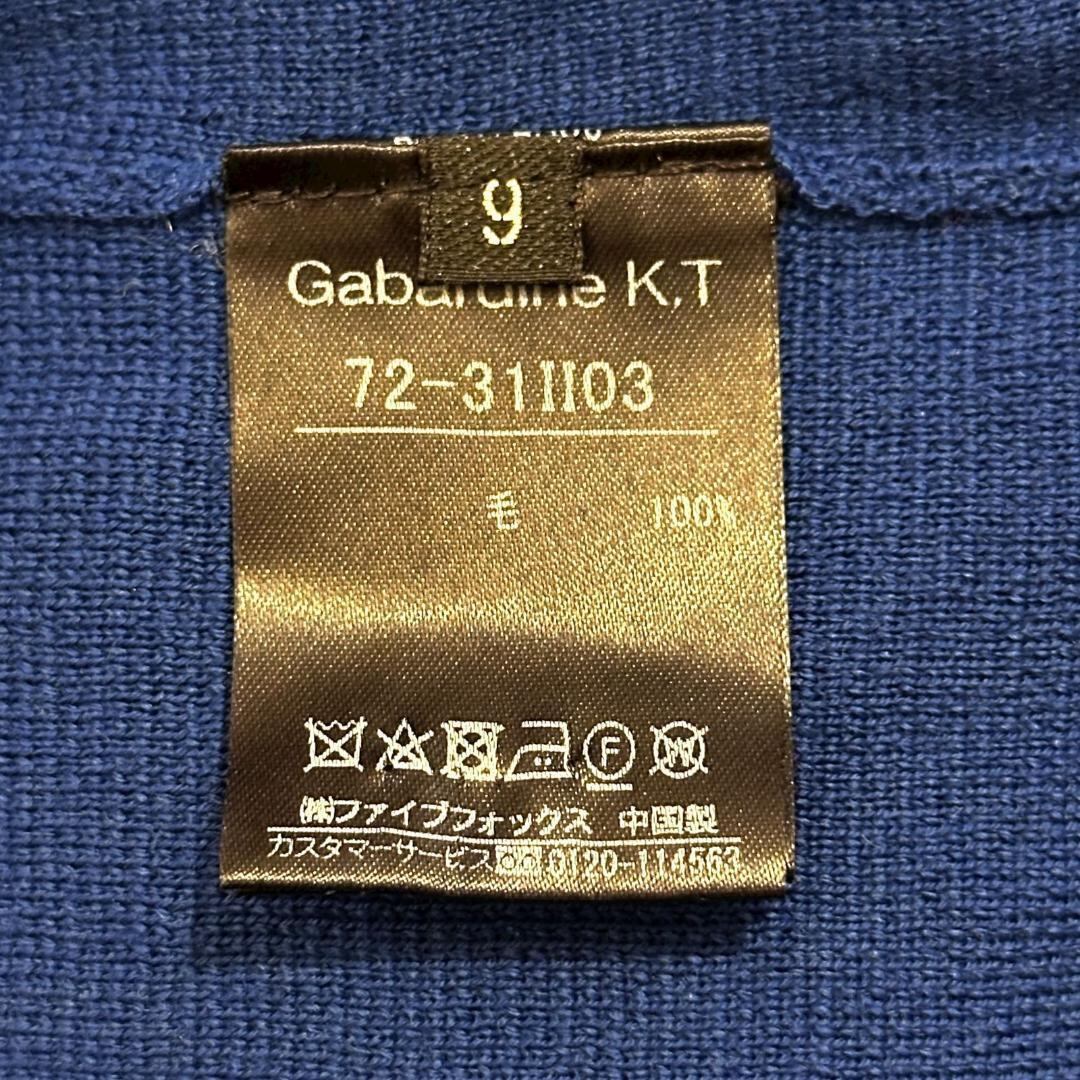 9
Gabardine K.T
72-31II03
毛 100%
F W
㈱ファイブフォックス 中国製
カスタマーサービス 0120-114563